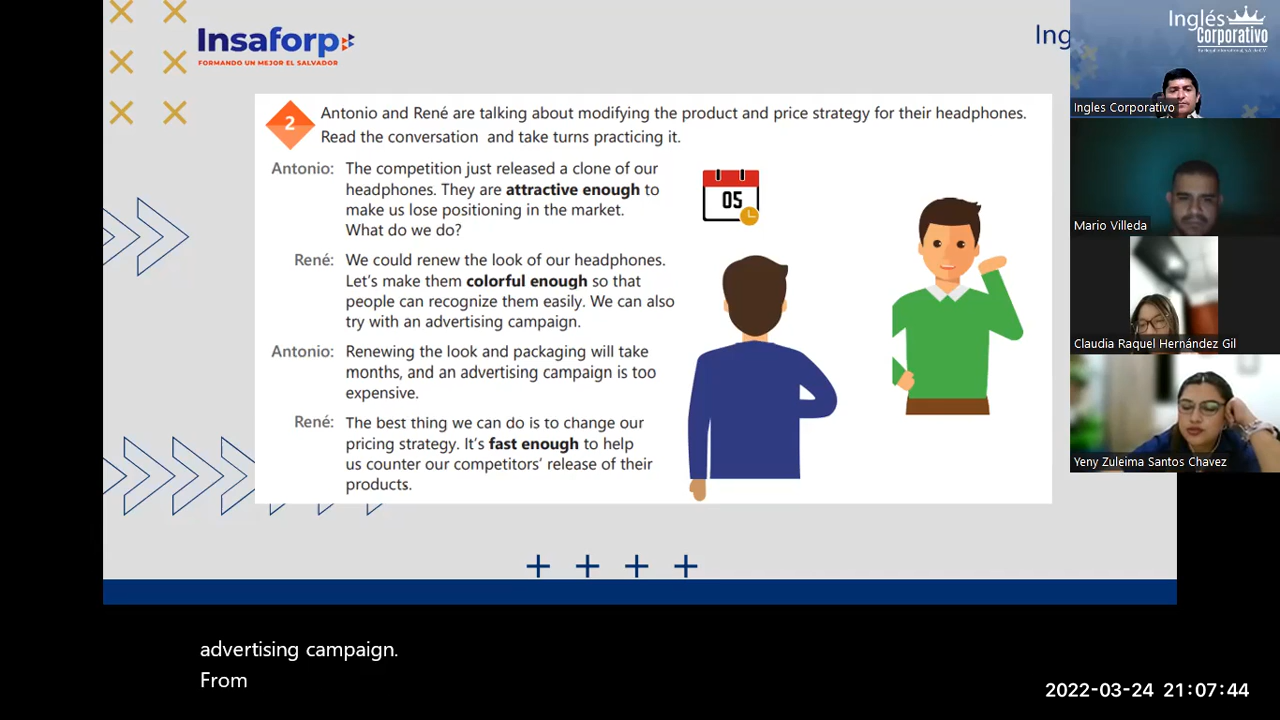 Insaforp
FORMANDO UN MEJOR EL SALVADOR
Ing
Inglés
Corporativo
Ingles Corporativo
2
Antonio and René are talking about modifying the product and price strategy for their headphones.
Read the conversation and take turns practicing it.
Antonio: The competition just released a clone of our
headphones. They are attractive enough to
make us lose positioning in the market.
What do we do?
05
René: We could renew the look of our headphones.
Let's make them colorful enough so that
people can recognize them easily. We can also
try with an advertising campaign.
Antonio: Renewing the look and packaging will take
months, and an advertising campaign is too
expensive.
René: The best thing we can do is to change our
pricing strategy. It's fast enough to help
us counter our competitors' release of their
products.
Mario Villeda
Claudia Raquel Hernández Gil
Yeny Zuleima Santos Chavez
advertising campaign.
From
2022-03-24 21:07:44